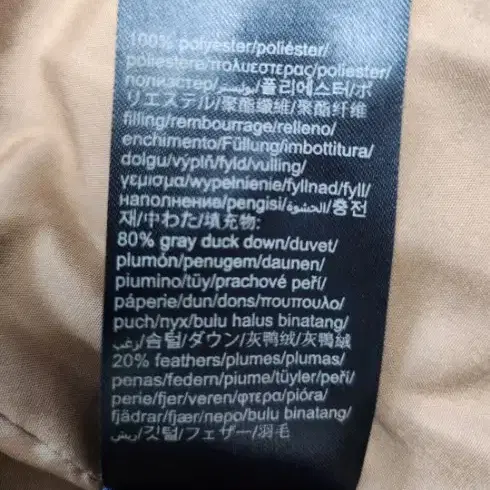 100% polyester/poliéster/
poliestere/πολυεστερας/poliester/
полиэстер/بوليستر/폴리에스터/ポ
リエステル/聚酯纖維/聚酯纤维
filling/rembourrage/relleno/
enchimento/Füllung/imbottitura/
dolgu/výplň/fyld/vulling/
γεμισμα/wypełnienie/fyllnad/fyll/
наполнение/pengisi/الحشوة/충전
재/中わた/填充物:
80% gray duck down/duvet/
plumón/penugem/daunen/
piumino/tüy/prachové peří/
páperie/dun/dons/πουπουλο/
puch/пух/bulu halus binatang/
زغب/솜털/ダウン/灰鸭绒/灰鴨絨
20% feathers/plumes/plumas/
penas/federn/piume/tüyler/peří/
perie/fjer/veren/φτερα/pióra/
fjädrar/fjær/перо/bulu binatang/
ريش/깃털/フェザー/羽毛